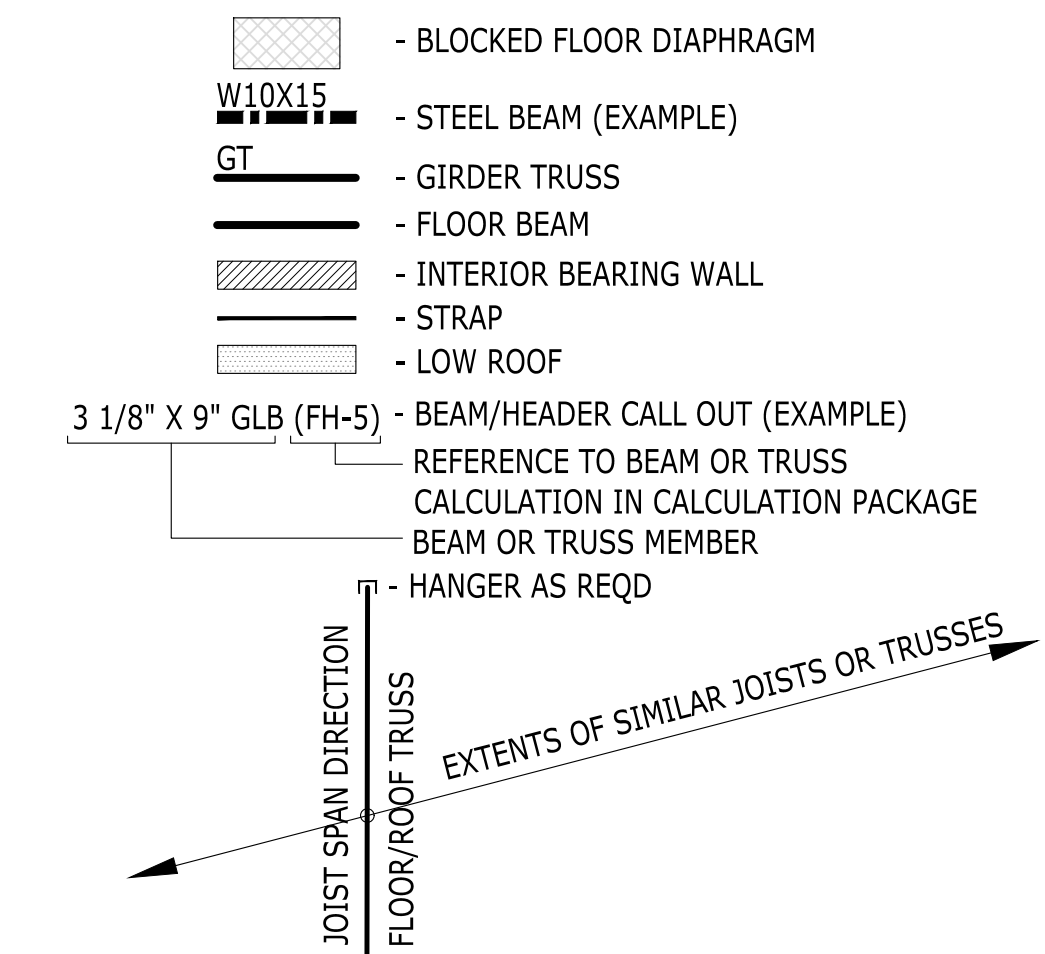 - BLOCKED FLOOR DIAPHRAGM
W10X15
- STEEL BEAM (EXAMPLE)
GT
- GIRDER TRUSS
- FLOOR BEAM
- INTERIOR BEARING WALL
- STRAP
- LOW ROOF
3 1/8" X 9" GLB (FH-5) - BEAM/HEADER CALL OUT (EXAMPLE)
REFERENCE TO BEAM OR TRUSS
CALCULATION IN CALCULATION PACKAGE
BEAM OR TRUSS MEMBER
- HANGER AS REQD
JOIST SPAN DIRECTION
FLOOR/ROOF TRUSS
EXTENTS OF SIMILAR JOISTS OR TRUSSES